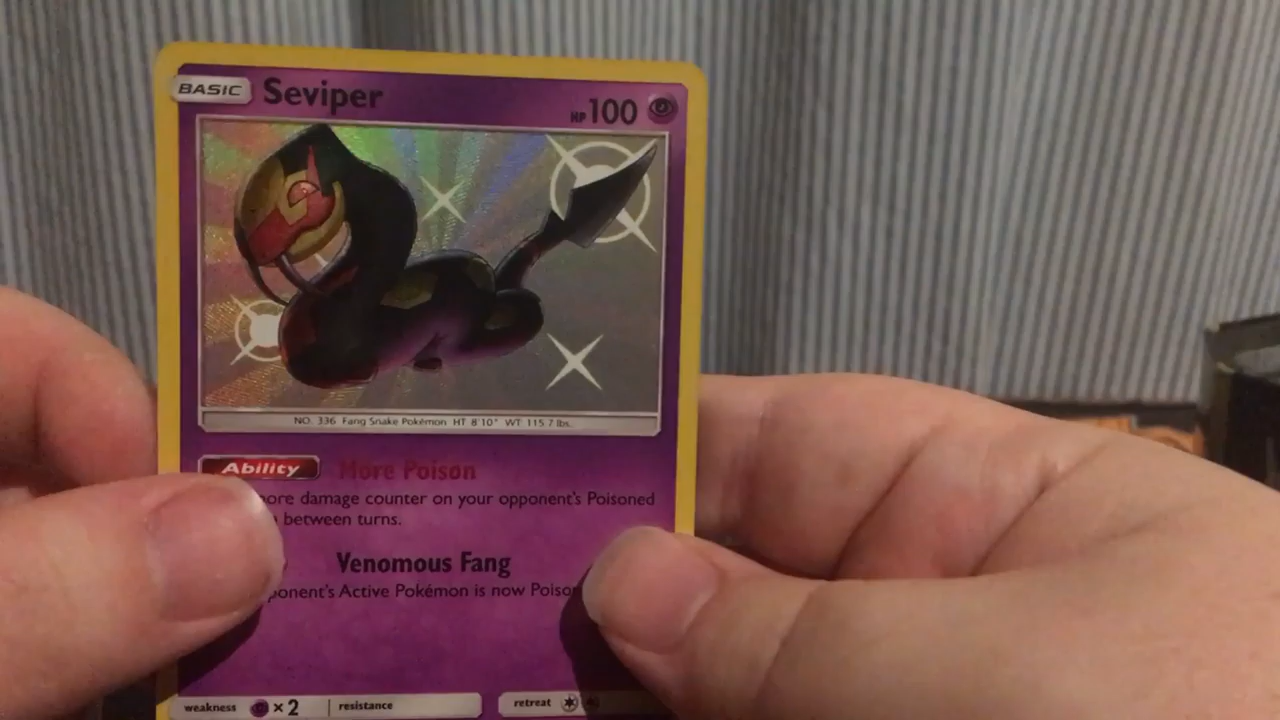 BASIC Seviper HP 100
NO. 336 Fang Snake Pokémon HT 8'10" WT 115.7 lbs.
Ability More Poison
more damage counter on your opponent's Poisoned
between turns.
Venomous Fang
Active Pokémon is now
weakness ×2 resistance retreat